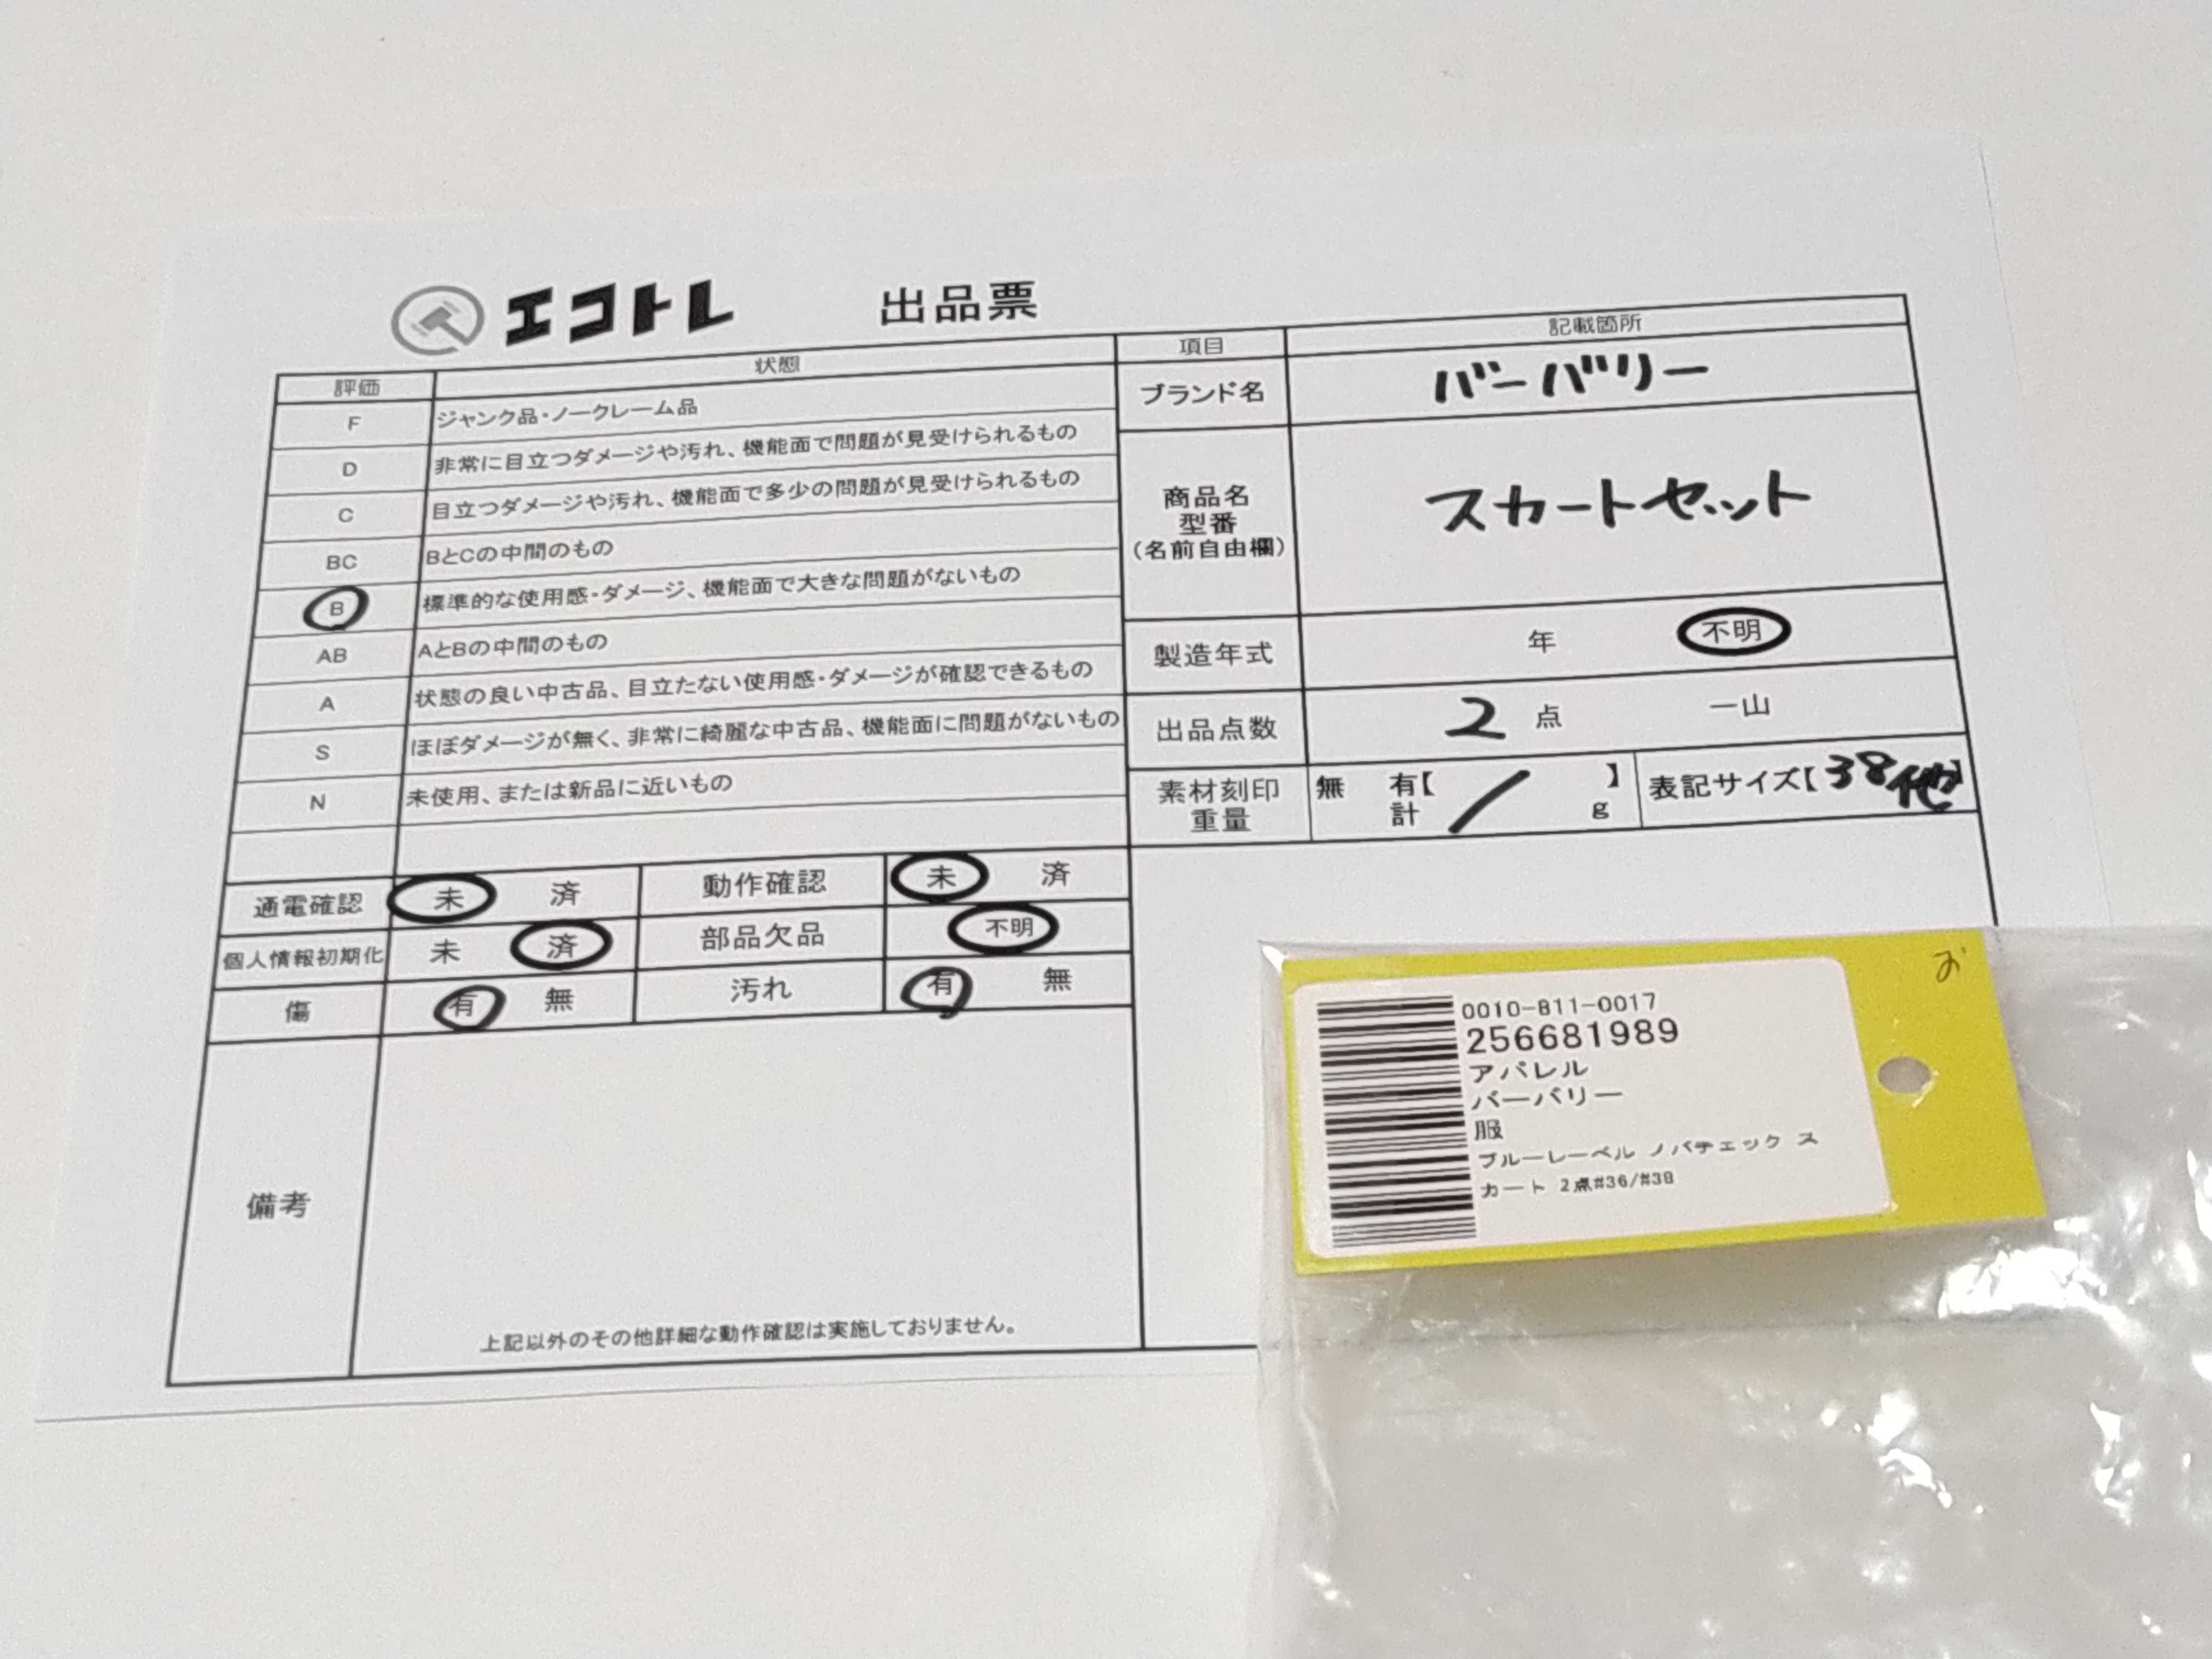 エコトレ 出品票
評価 状態
F ジャンク品・ノークレーム品
D 非常に目立つダメージや汚れ、機能面で問題が見受けられるもの
C 目立つダメージや汚れ、機能面で多少の問題が見受けられるもの
BC BとCの中間のもの
B 標準的な使用感・ダメージ、機能面で大きな問題がないもの
AB AとBの中間のもの
A 状態の良い中古品、目立たない使用感・ダメージが確認できるもの
S ほぼダメージが無く、非常に綺麗な中古品、機能面に問題がないもの
N 未使用、または新品に近いもの
通電確認 未 済 動作確認 未 済
個人情報初期化 未 済 部品欠品 不明
傷 有 無 汚れ 有 無
備考
上記以外のその他詳細な動作確認は実施しておりません。
項目 記載箇所
ブランド名 バーバリー
商品名
型番
(名前自由欄)
スカートセット
製造年式 年 不明
出品点数 2 点 一山
素材刻印 無 有【 】
重量 計 / g
表記サイズ【38他】
お
0010-811-0017
256681989
アパレル
バーバリー
服
ブルーレーベル ノバチェック ス
カート 2点#36/#38